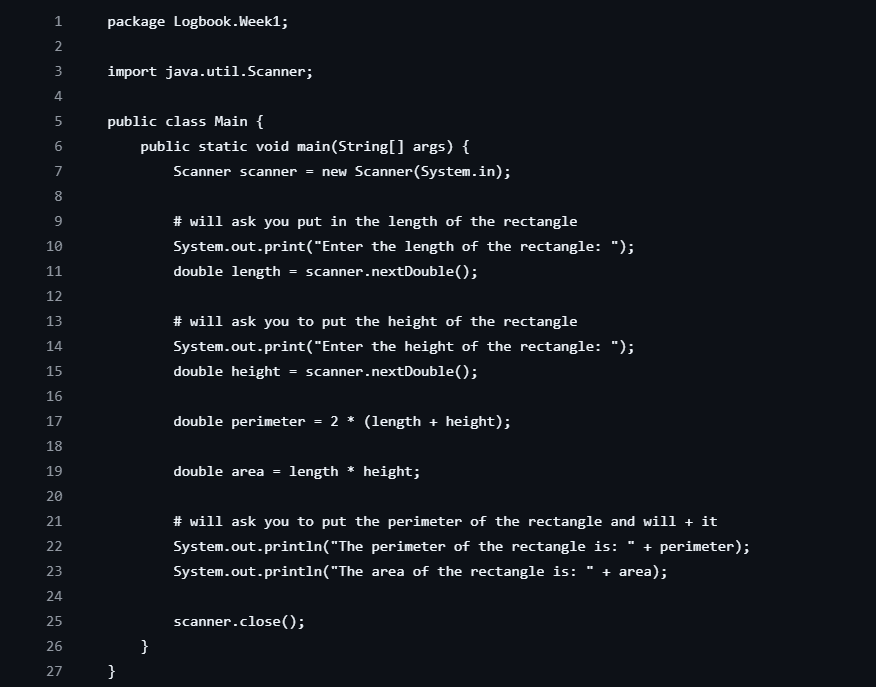 1 package Logbook.Week1;
2
3 import java.util.Scanner;
4
5 public class Main {
6     public static void main(String[] args) {
7         Scanner scanner = new Scanner(System.in);
8
9         # will ask you put in the length of the rectangle
10         System.out.print("Enter the length of the rectangle: ");
11         double length = scanner.nextDouble();
12
13         # will ask you to put the height of the rectangle
14         System.out.print("Enter the height of the rectangle: ");
15         double height = scanner.nextDouble();
16
17         double perimeter = 2 * (length + height);
18
19         double area = length * height;
20
21         # will ask you to put the perimeter of the rectangle and will + it
22         System.out.println("The perimeter of the rectangle is: " + perimeter);
23         System.out.println("The area of the rectangle is: " + area);
24
25         scanner.close();
26     }
27 }